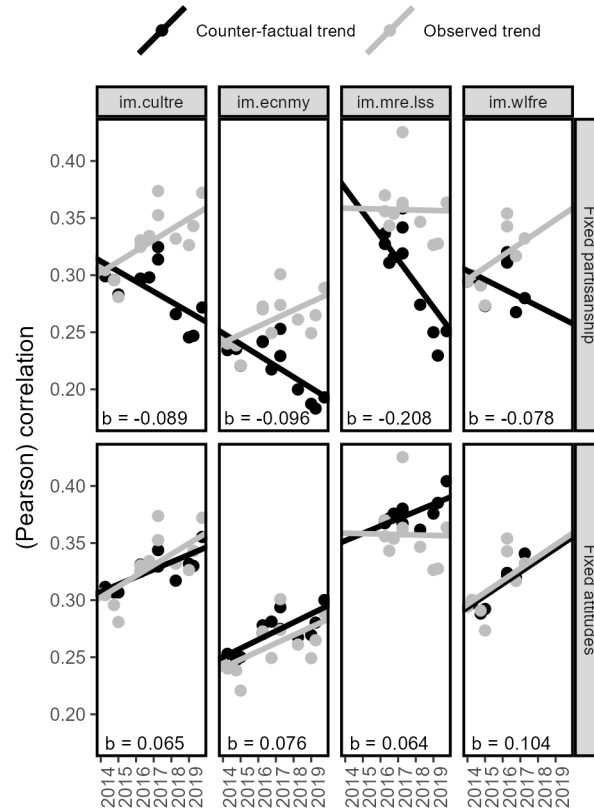 Counter-factual trend Observed trend
im.cultre im.ecnmy im.mre.lss im.wlfre
(Pearson) correlation
0.40
0.35
0.30
0.25
0.20
b = -0.089 b = -0.096 b = -0.208 b = -0.078
Fixed partisanship
0.40
0.35
0.30
0.25
0.20
b = 0.065 b = 0.076 b = 0.064 b = 0.104
Fixed attitudes
2014 2015 2016 2017 2018 2019 2014 2015 2016 2017 2018 2019 2014 2015 2016 2017 2018 2019 2014 2015 2016 2017 2018 2019